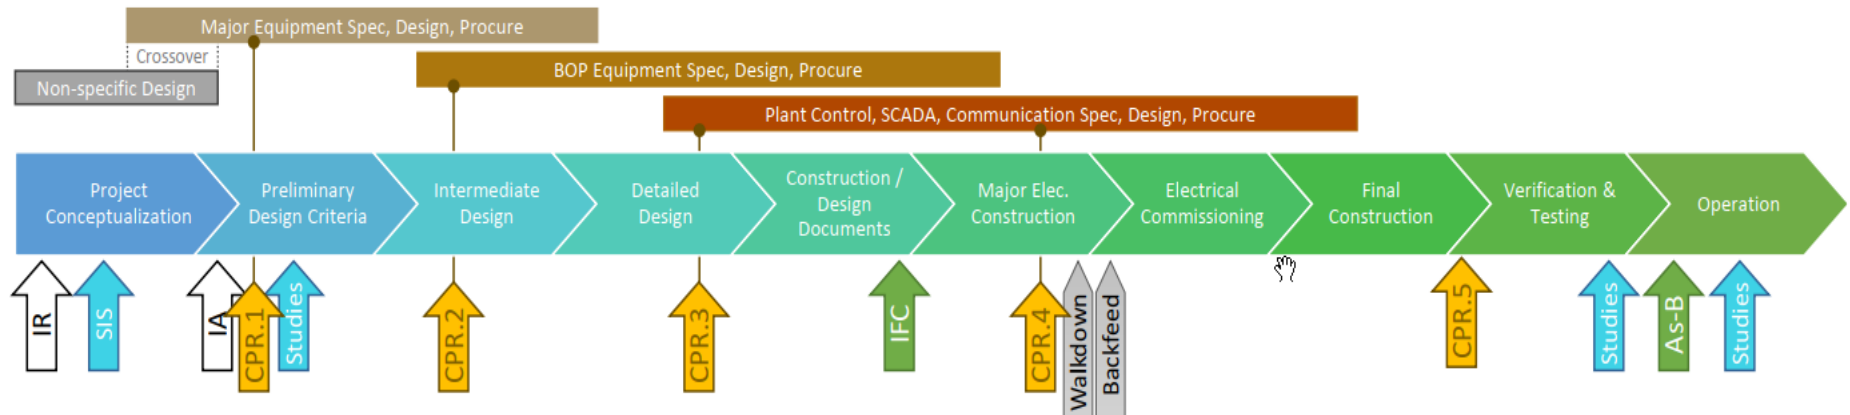 Major Equipment Spec, Design, Procure
Crossover
Non-specific Design
BOP Equipment Spec, Design, Procure
Plant Control, SCADA, Communication Spec, Design, Procure
Project
Conceptualization
Preliminary
Design Criteria
Intermediate
Design
Detailed
Design
Construction /
Design
Documents
Major Elec.
Construction
Electrical
Commissioning
Final
Construction
Verification &
Testing
Operation
IR
SIS
IA
CPR.1
Studies
CPR.2
CPR.3
IFC
CPR.4
Walkdown
Backfeed
CPR.5
Studies
As-B
Studies